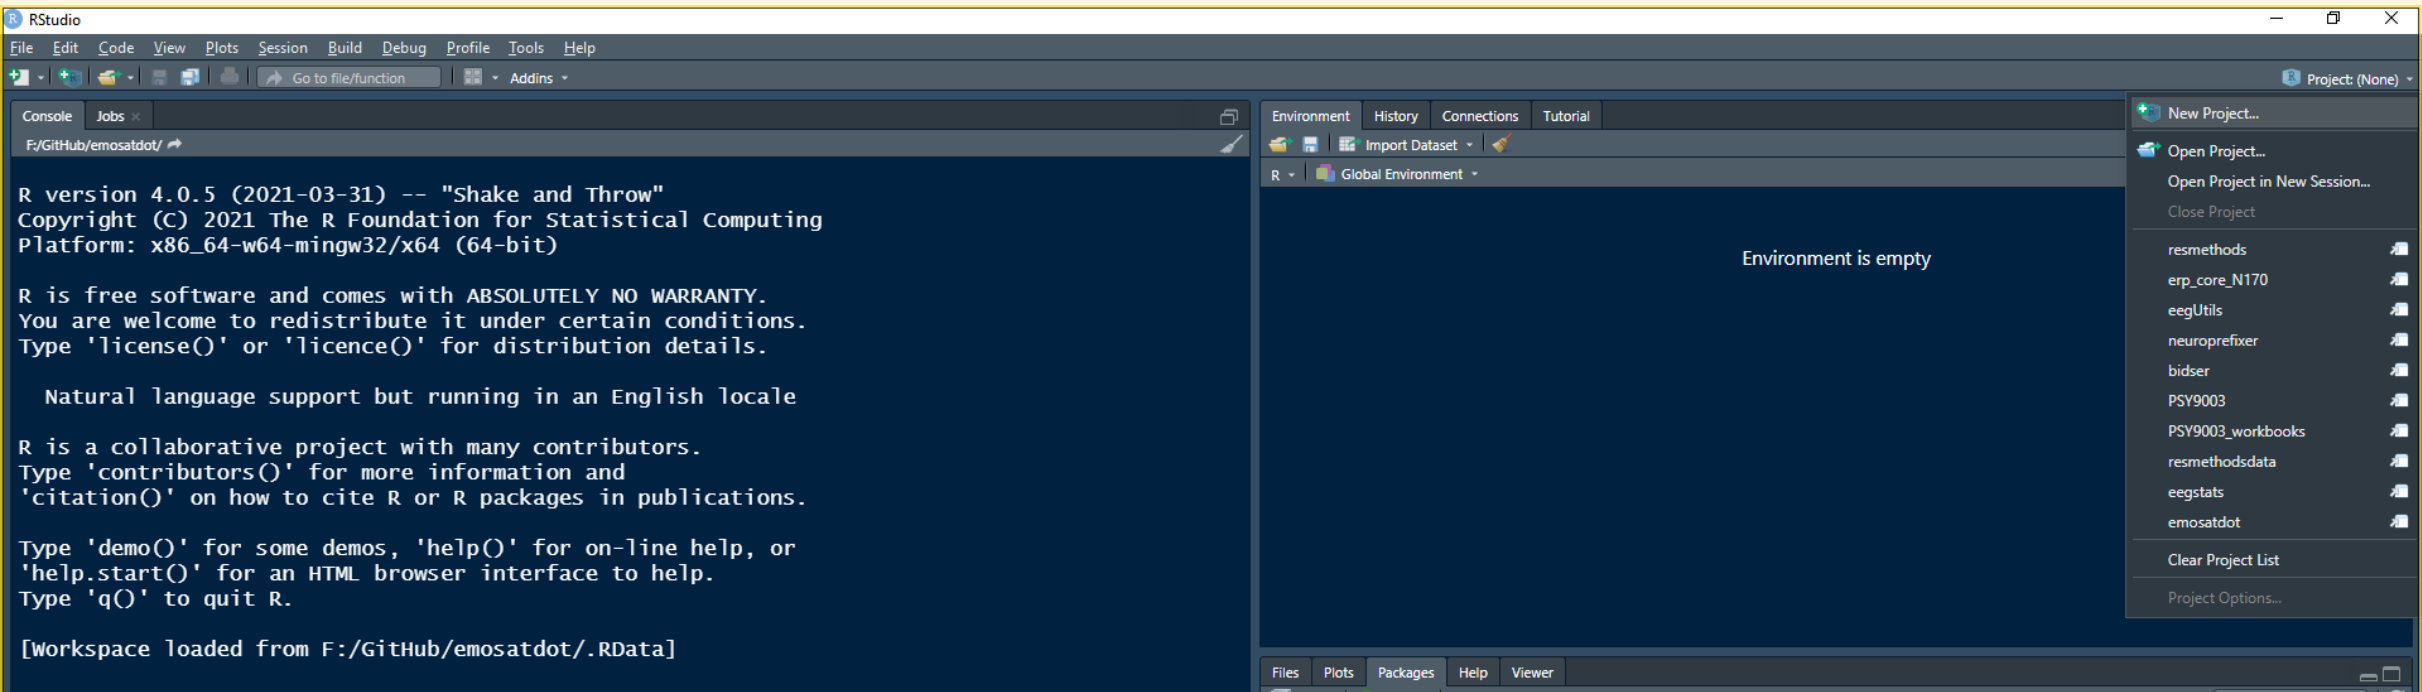 RStudio
File Edit Code View Plots Session Build Debug Profile Tools Help
Go to file/function Addins Project: (None)
Console Jobs
F:/GitHub/emosatdot/
R version 4.0.5 (2021-03-31) -- "Shake and Throw"
Copyright (C) 2021 The R Foundation for Statistical Computing
Platform: x86_64-w64-mingw32/x64 (64-bit)
R is free software and comes with ABSOLUTELY NO WARRANTY.
You are welcome to redistribute it under certain conditions.
Type 'license()' or 'licence()' for distribution details.
Natural language support but running in an English locale
R is a collaborative project with many contributors.
Type 'contributors()' for more information and
'citation()' on how to cite R or R packages in publications.
Type 'demo()' for some demos, 'help()' for on-line help, or
'help.start()' for an HTML browser interface to help.
Type 'q()' to quit R.
[Workspace loaded from F:/GitHub/emosatdot/.RData]
Environment History Connections Tutorial
Import Dataset
R Global Environment
Environment is empty
New Project...
Open Project...
Open Project in New Session...
Close Project
resmethods
erp_core_N170
eegUtils
neuroprefixer
bidser
PSY9003
PSY9003_workbooks
resmethodsdata
eegstats
emosatdot
Clear Project List
Project Options...
Files Plots Packages Help Viewer